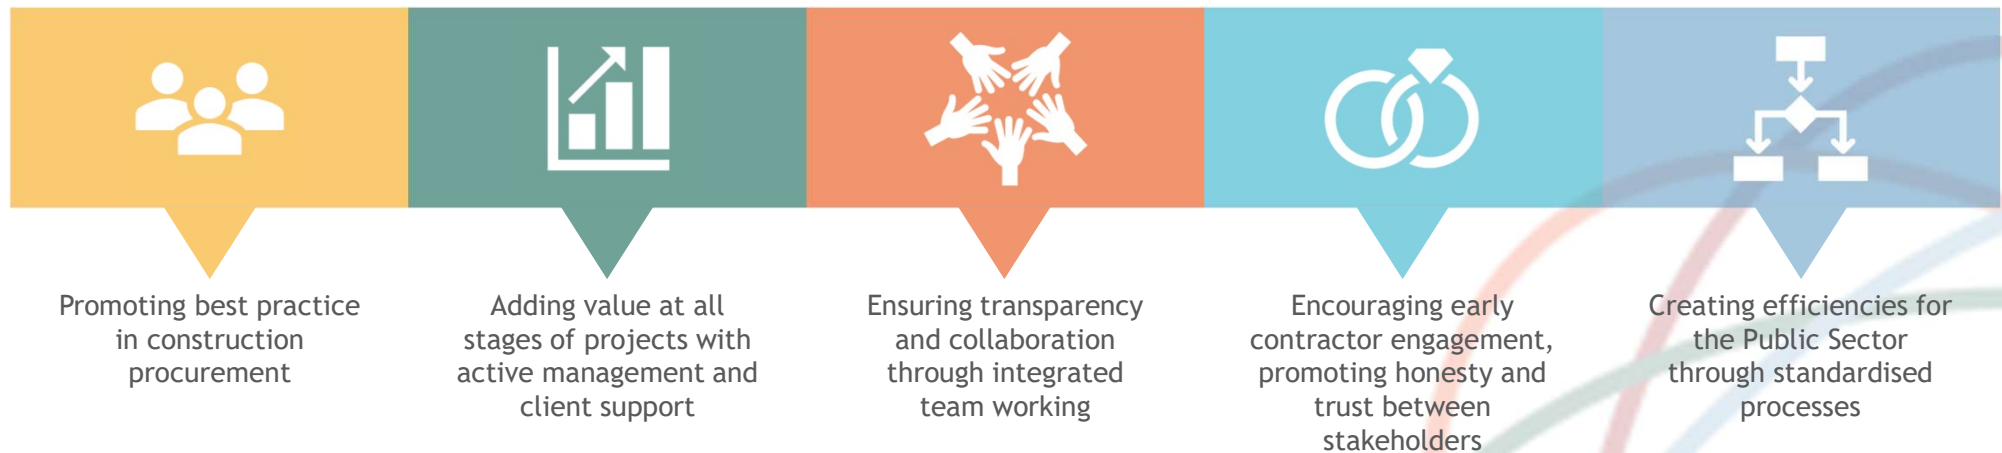 Promoting best practice
in construction
procurement
Adding value at all
stages of projects with
active management and
client support
Ensuring transparency
and collaboration
through integrated
team working
Encouraging early
contractor engagement,
promoting honesty and
trust between
stakeholders
Creating efficiencies for
the Public Sector
through standardised
processes